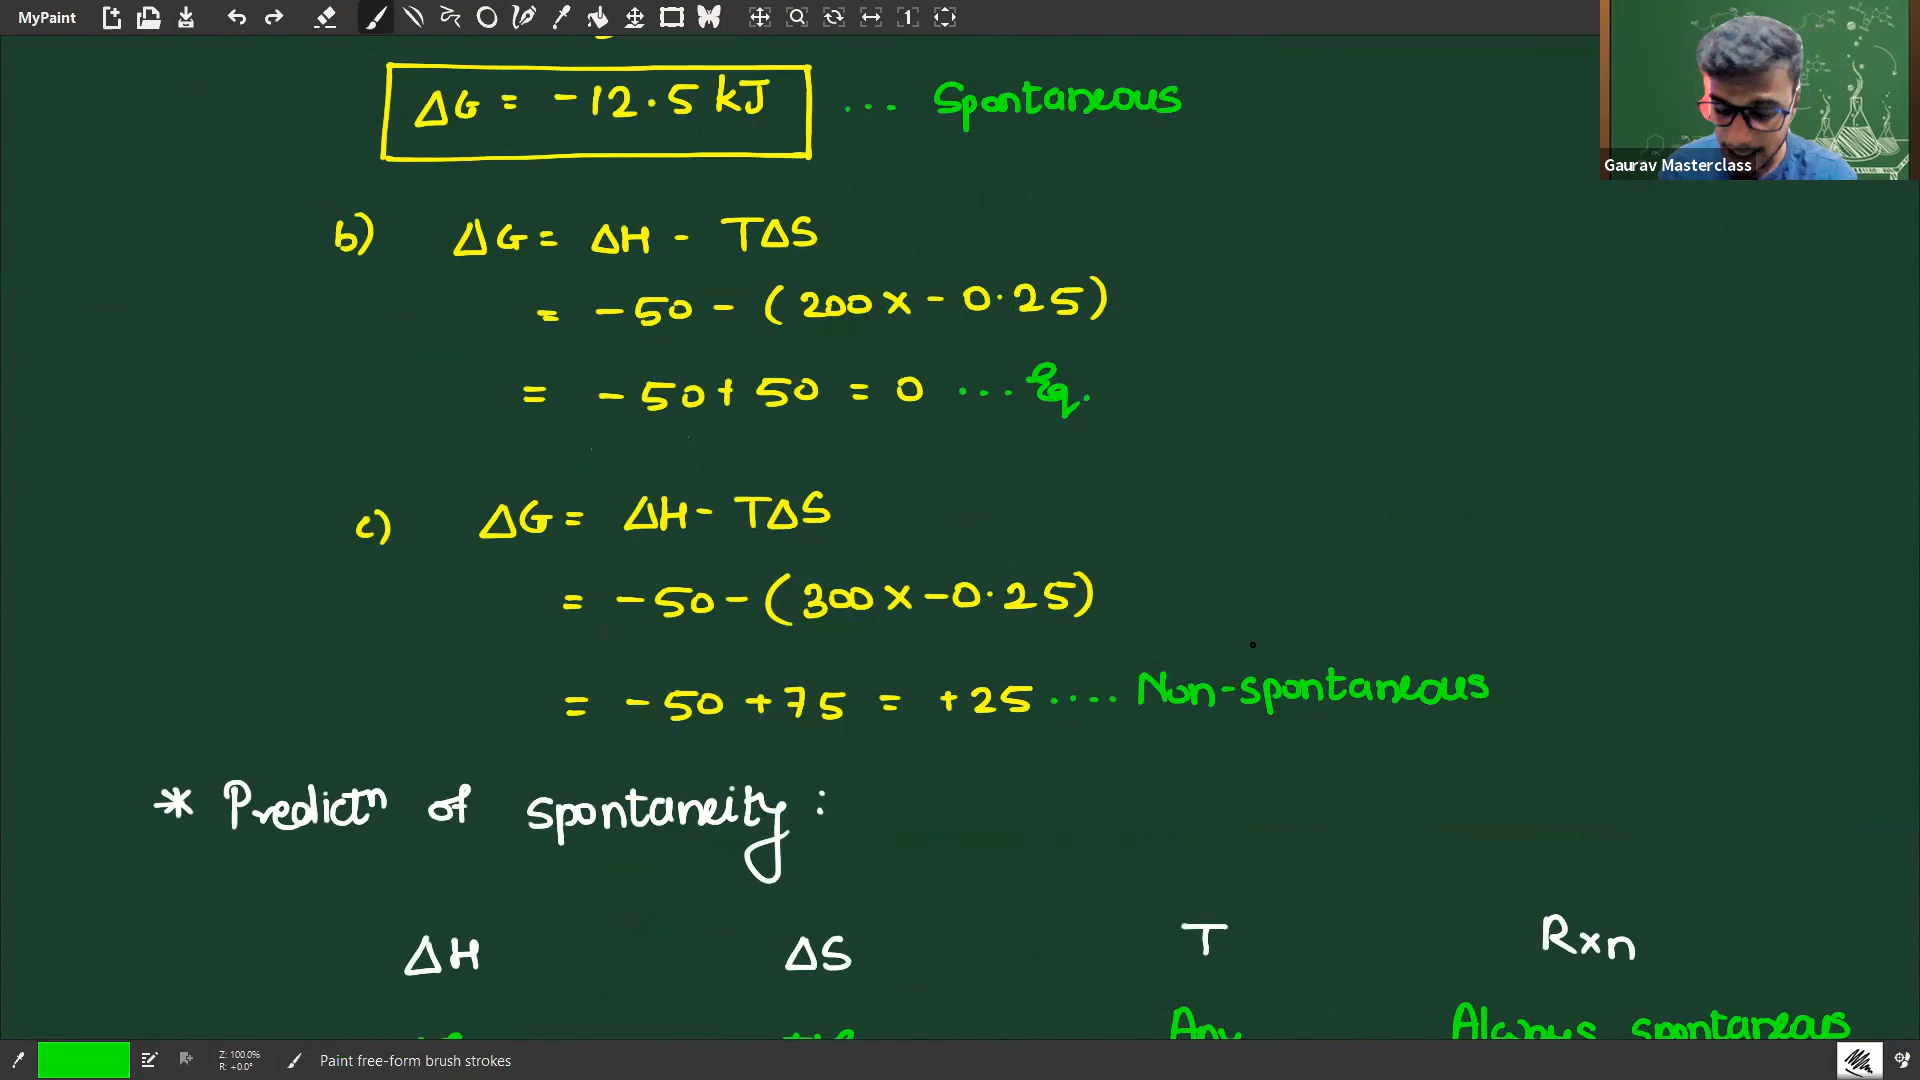 MyPaint
ΔG = -12.5 kJ ... Spontaneous
Gaurav Masterclass
b) ΔG = ΔH - TΔS
= -50 - (200 x -0.25)
= -50 + 50 = 0 ... Eq.
c) ΔG = ΔH - TΔS
= -50 - (300 x -0.25)
= -50 + 75 = +25 .... Non-spontaneous
* Predictⁿ of spontaneity :
ΔH ΔS T Rxn
Any Always spontaneous
Z: 100.0%
R: +0.0°
Paint free-form brush strokes